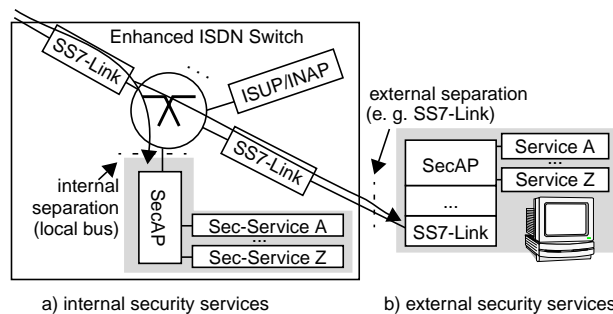 Enhanced ISDN Switch
SS7-Link
...
ISUP/INAP
SS7-Link
internal
separation
(local bus)
SecAP
Sec-Service A
...
Sec-Service Z
external separation
(e. g. SS7-Link)
SecAP
...
SS7-Link
Service A
...
Service Z
a) internal security services
b) external security services